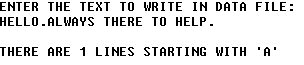 ENTER THE TEXT TO WRITE IN DATA FILE:
HELLO.ALWAYS THERE TO HELP.
THERE ARE 1 LINES STARTING WITH 'A'